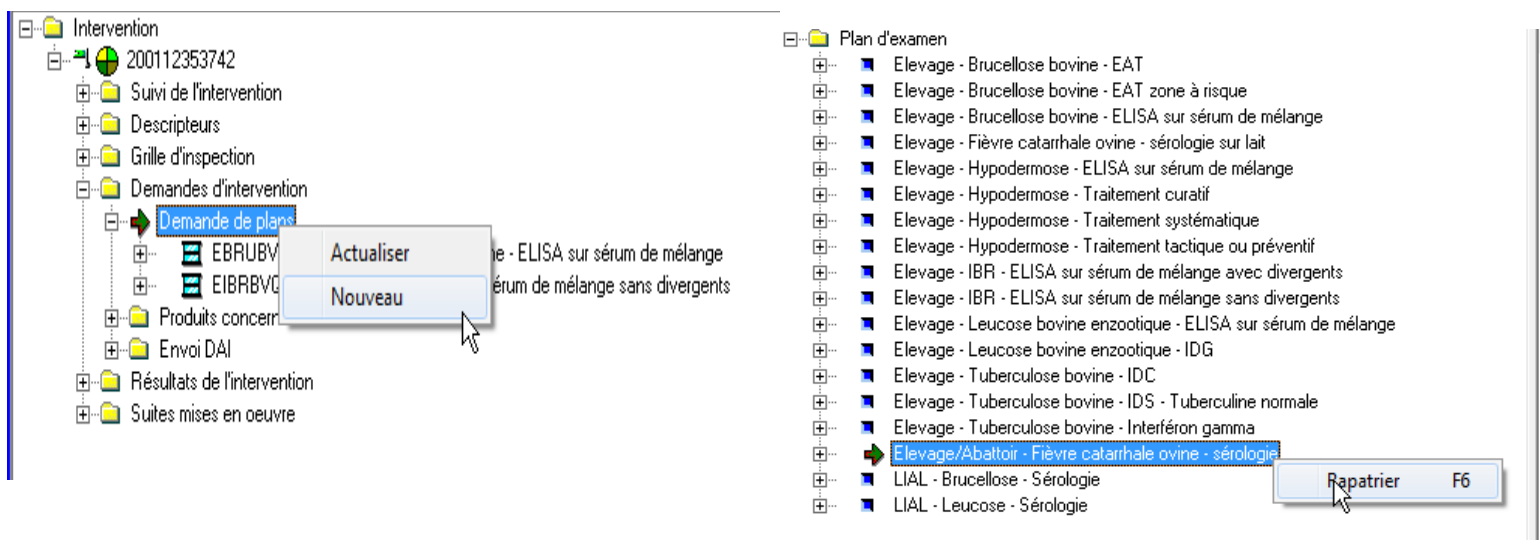 Intervention
200112353742
Suivi de l'intervention
Descripteurs
Grille d'inspection
Demandes d'intervention
Demande de plans
EBRUBV
ne - ELISA sur sérum de mélange
EIBRBVG
érum de mélange sans divergents
Produits concern
Envoi DAI
Résultats de l'intervention
Suites mises en oeuvre
Actualiser
Nouveau
Plan d'examen
Elevage - Brucellose bovine - EAT
Elevage - Brucellose bovine - EAT zone à risque
Elevage - Brucellose bovine - ELISA sur sérum de mélange
Elevage - Fièvre catarrhale ovine - sérologie sur lait
Elevage - Hypodermose - ELISA sur sérum de mélange
Elevage - Hypodermose - Traitement curatif
Elevage - Hypodermose - Traitement systématique
Elevage - Hypodermose - Traitement tactique ou préventif
Elevage - IBR - ELISA sur sérum de mélange avec divergents
Elevage - IBR - ELISA sur sérum de mélange sans divergents
Elevage - Leucose bovine enzootique - ELISA sur sérum de mélange
Elevage - Leucose bovine enzootique - IDG
Elevage - Tuberculose bovine - IDC
Elevage - Tuberculose bovine - IDS - Tuberculine normale
Elevage - Tuberculose bovine - Interféron gamma
Elevage/Abattoir - Fièvre catarrhale ovine - sérologie
LIAL - Brucellose - Sérologie
LIAL - Leucose - Sérologie
Rapatrier F6